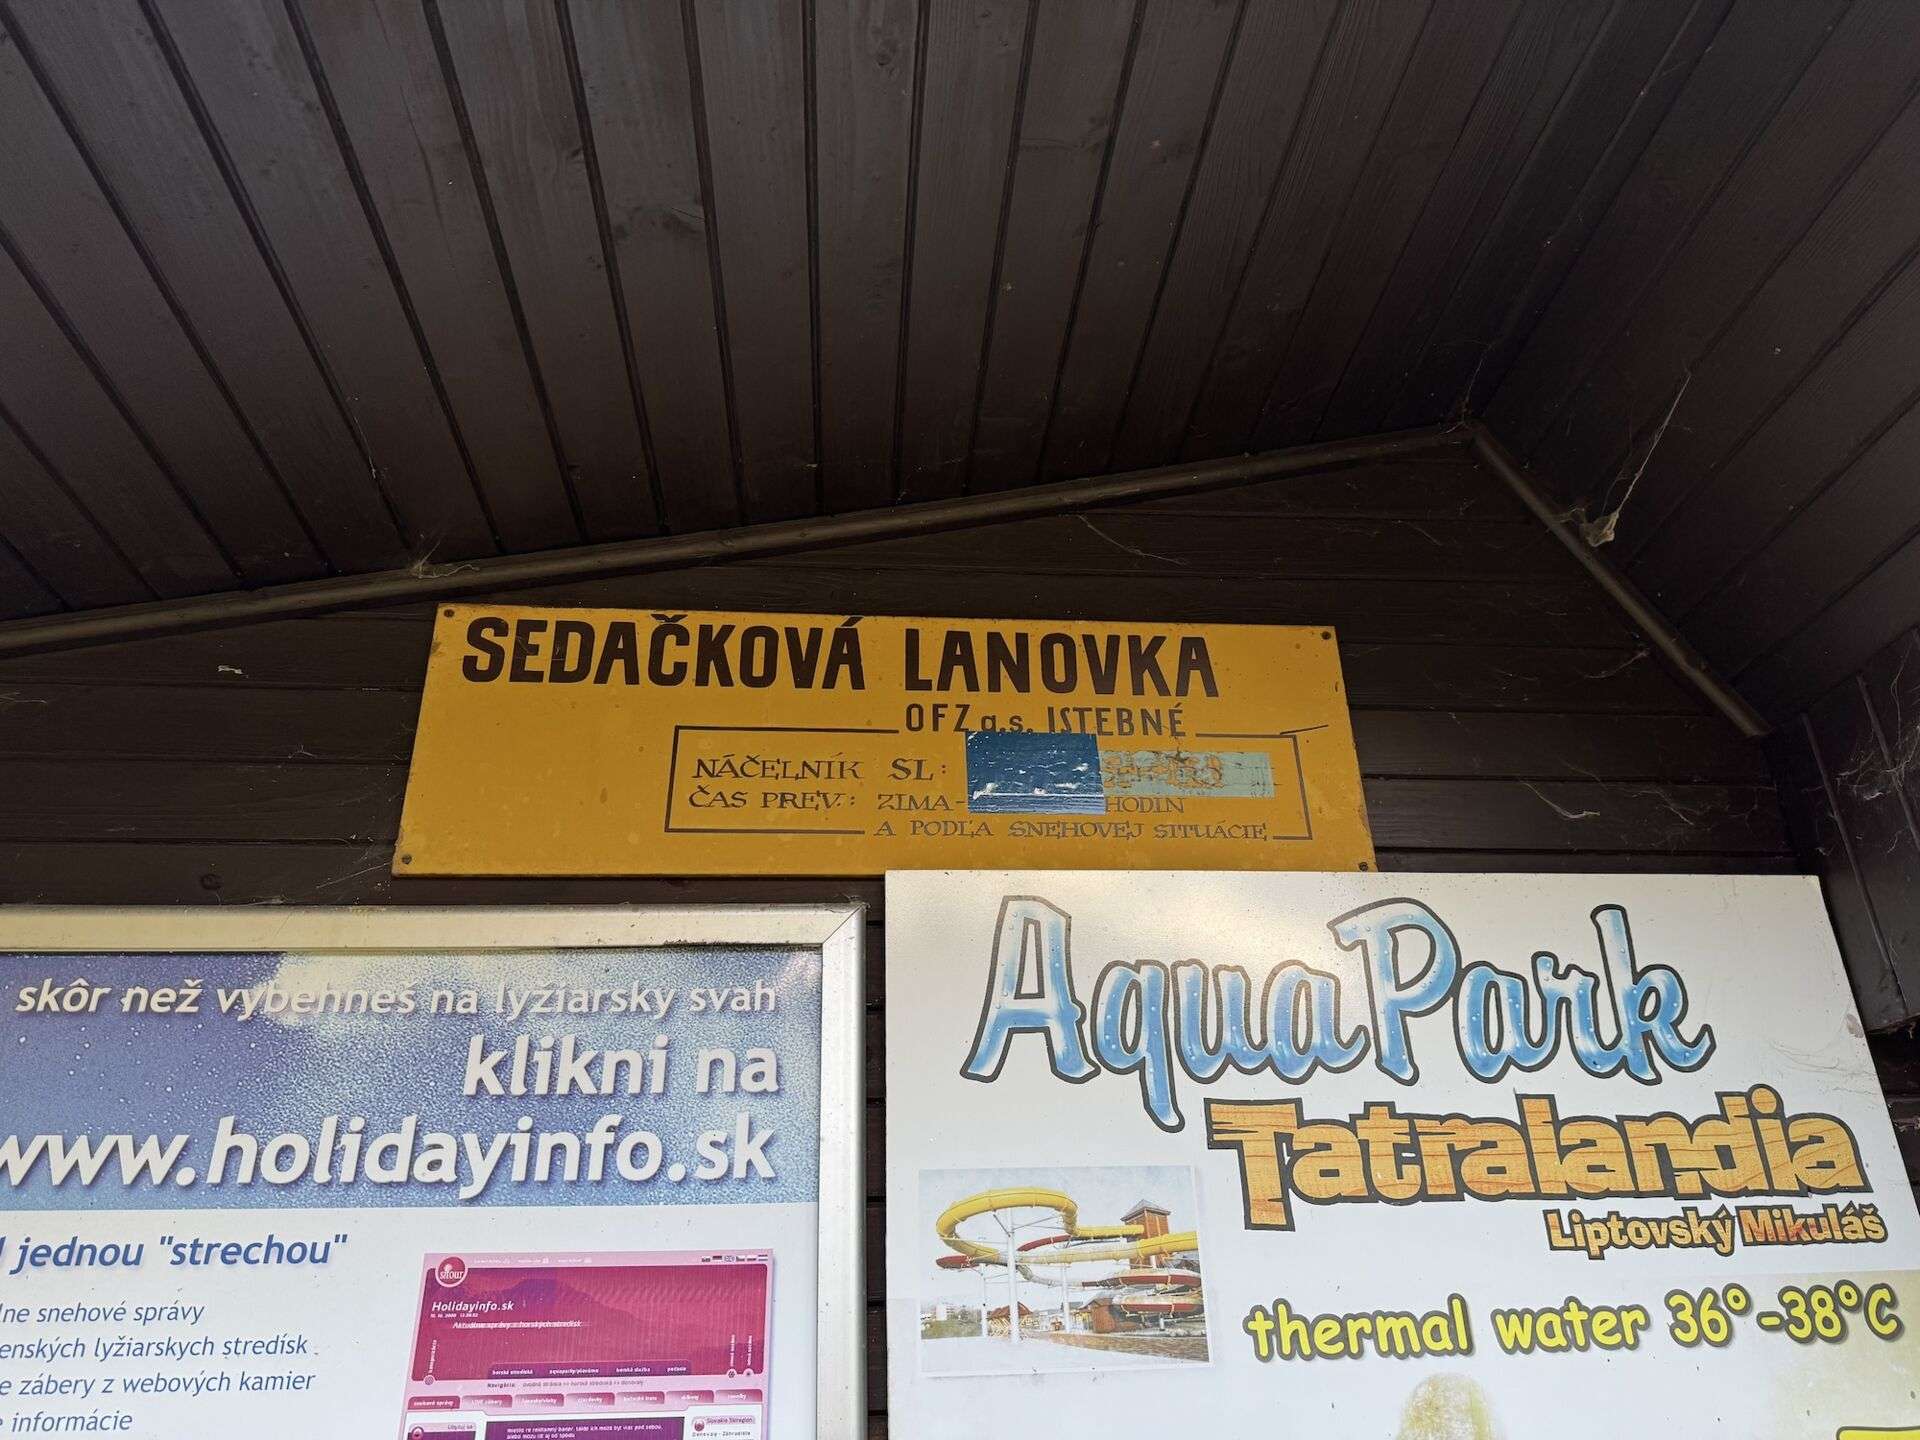 SEDAČKOVÁ LANOVKA
OFZ a.s. ISTEBNÉ
NÁČELNÍK SL:
ČAS PREV.: ZIMA- HODIN
A PODĽA SNEHOVEJ SITUÁCIE
skôr než vybehneš na lyžiarsky svah
klikni na
www.holidayinfo.sk
jednou "strechou"
lne snehové správy
enských lyžiarskych stredísk
e zábery z webových kamier
informácie
Holidayinfo.sk
AquaPark
Tatralandia
Liptovský Mikuláš
thermal water 36°-38°C